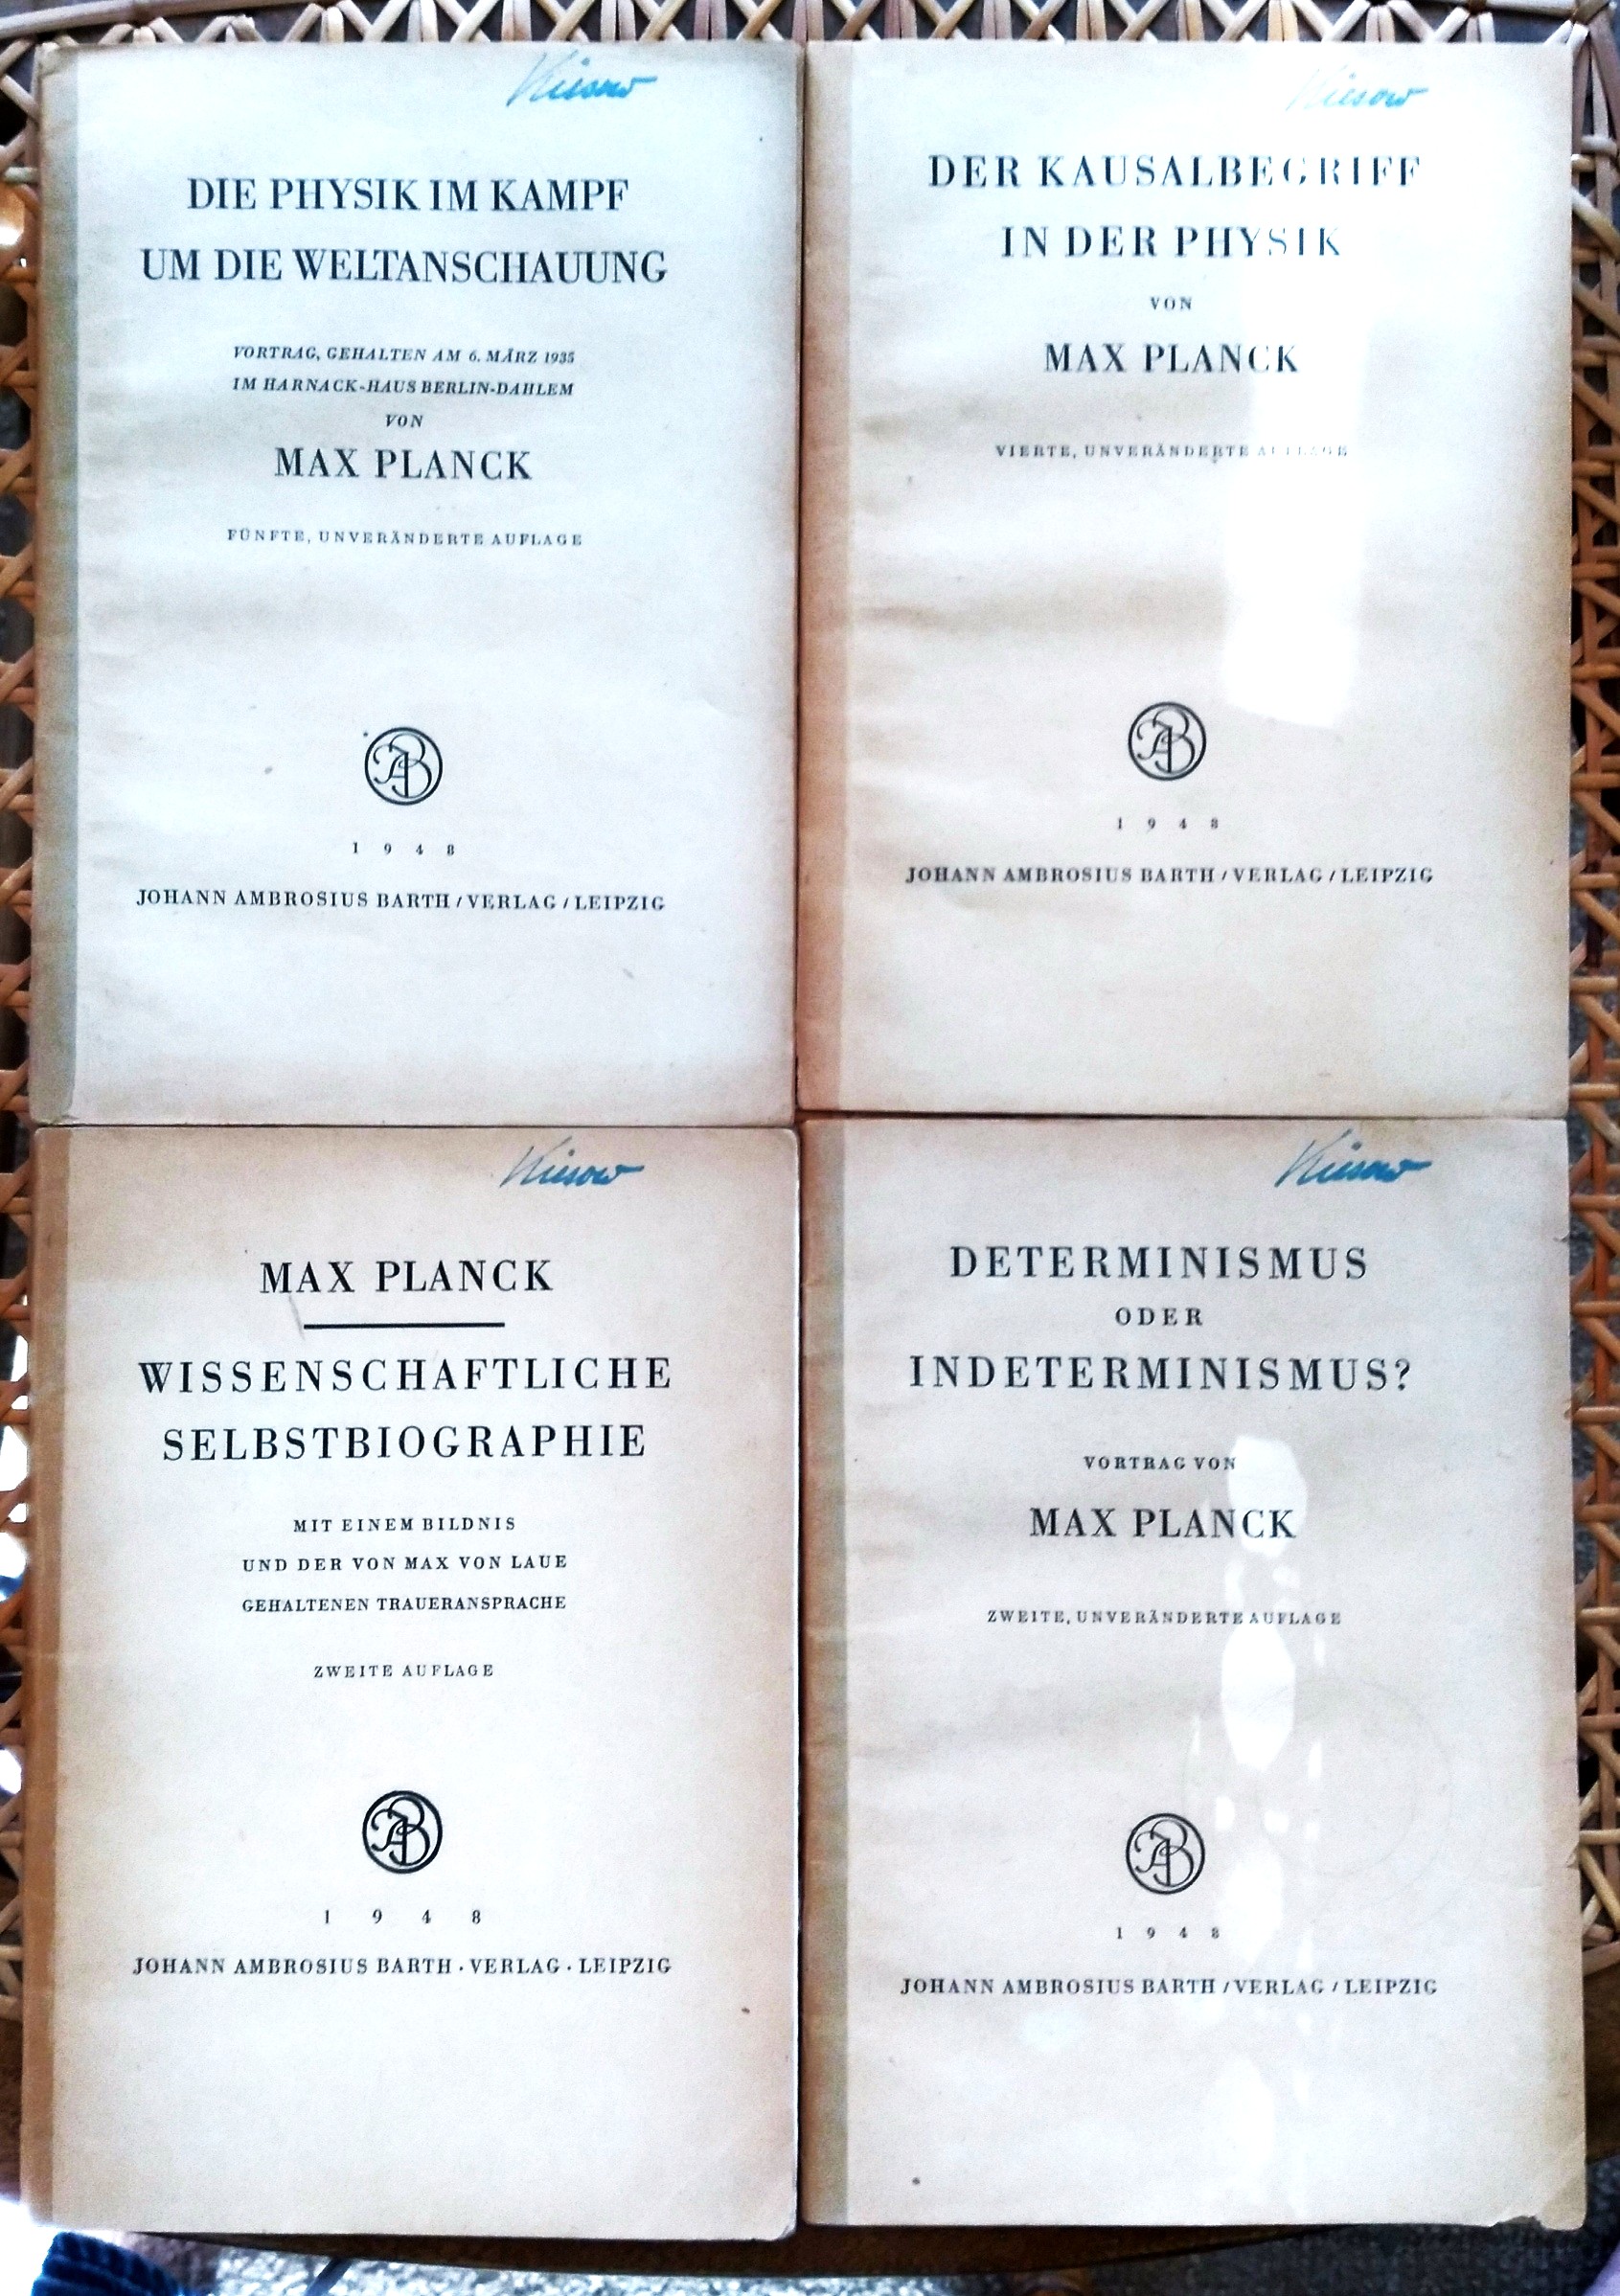 Kiesow
DIE PHYSIK IM KAMPF
UM DIE WELTANSCHAUUNG
VORTRAG, GEHALTEN AM 6. MÄRZ 1935
IM HARNACK-HAUS BERLIN-DAHLEM
VON
MAX PLANCK
FÜNFTE, UNVERÄNDERTE AUFLAGE
JAB
1948
JOHANN AMBROSIUS BARTH / VERLAG / LEIPZIG
Kiesow
DER KAUSALBEGRIFF
IN DER PHYSIK
VON
MAX PLANCK
VIERTE, UNVERÄNDERTE AUFLAGE
JAB
1948
JOHANN AMBROSIUS BARTH / VERLAG / LEIPZIG
Kiesow
MAX PLANCK
WISSENSCHAFTLICHE
SELBSTBIOGRAPHIE
MIT EINEM BILDNIS
UND DER VON MAX VON LAUE
GEHALTENEN TRAUERANSPRACHE
ZWEITE AUFLAGE
JAB
1948
JOHANN AMBROSIUS BARTH · VERLAG · LEIPZIG
Kiesow
DETERMINISMUS
ODER
INDETERMINISMUS?
VORTRAG VON
MAX PLANCK
ZWEITE, UNVERÄNDERTE AUFLAGE
JAB
1948
JOHANN AMBROSIUS BARTH / VERLAG / LEIPZIG